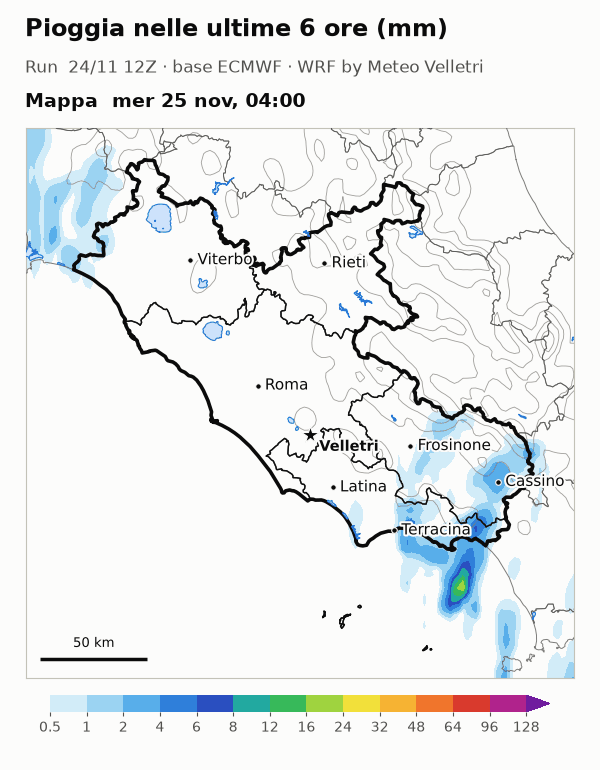 Pioggia nelle ultime 6 ore (mm)
Run  24/11 12Z · base ECMWF · WRF by Meteo Velletri
Mappa  mer 25 nov, 04:00
Viterbo
Rieti
Roma
Velletri
Frosinone
Latina
Cassino
Terracina
50 km
0.5 1 2 4 6 8 12 16 24 32 48 64 96 128